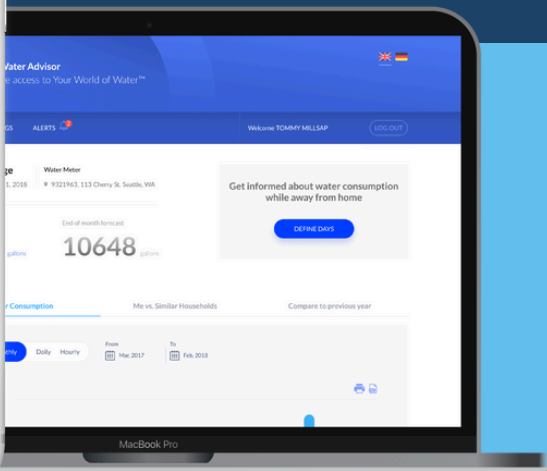 Advisor
access to Your World of Water™
ALERTS 2
Welcome TOMMY MILLSAP
LOG OUT
Water Meter
1, 2018
9321963, 113 Cherry St. Seattle, WA
Get informed about water consumption
while away from home
DEFINE DAYS
End of month forecast
gallons
10648 gallons
Consumption
Me vs. Similar Households
Compare to previous year
Daily
Hourly
From
Mar, 2017
To
Feb, 2018
MacBook Pro